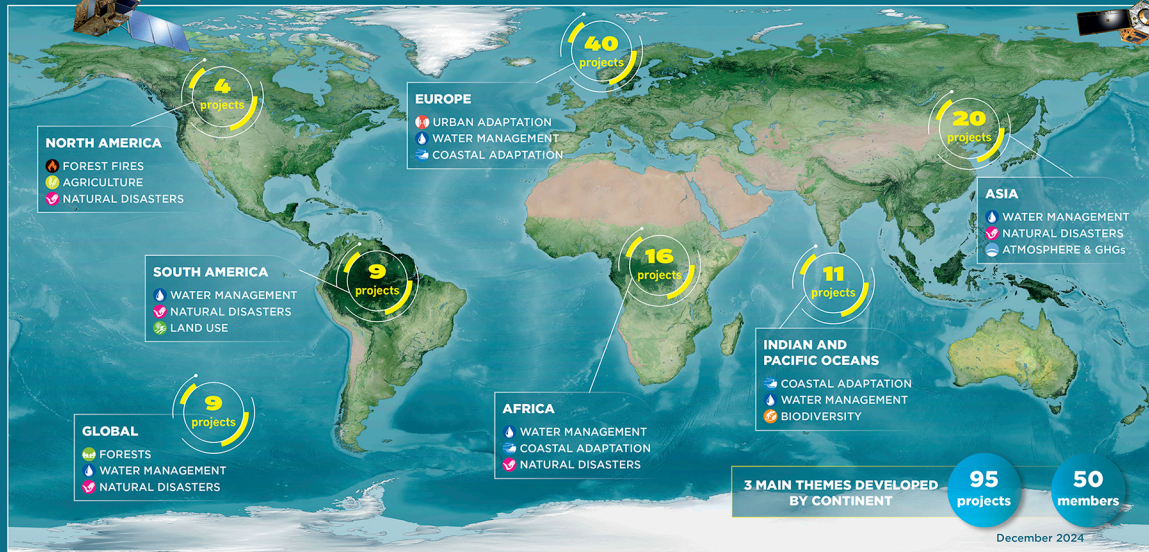 40
projects
EUROPE
URBAN ADAPTATION
WATER MANAGEMENT
COASTAL ADAPTATION
4
projects
NORTH AMERICA
FOREST FIRES
AGRICULTURE
NATURAL DISASTERS
20
projects
ASIA
WATER MANAGEMENT
NATURAL DISASTERS
ATMOSPHERE & GHGs
9
projects
SOUTH AMERICA
WATER MANAGEMENT
NATURAL DISASTERS
LAND USE
16
projects
AFRICA
WATER MANAGEMENT
COASTAL ADAPTATION
NATURAL DISASTERS
11
projects
INDIAN AND
PACIFIC OCEANS
COASTAL ADAPTATION
WATER MANAGEMENT
BIODIVERSITY
9
projects
GLOBAL
FORESTS
WATER MANAGEMENT
NATURAL DISASTERS
3 MAIN THEMES DEVELOPED
BY CONTINENT
95
projects
50
members
December 2024